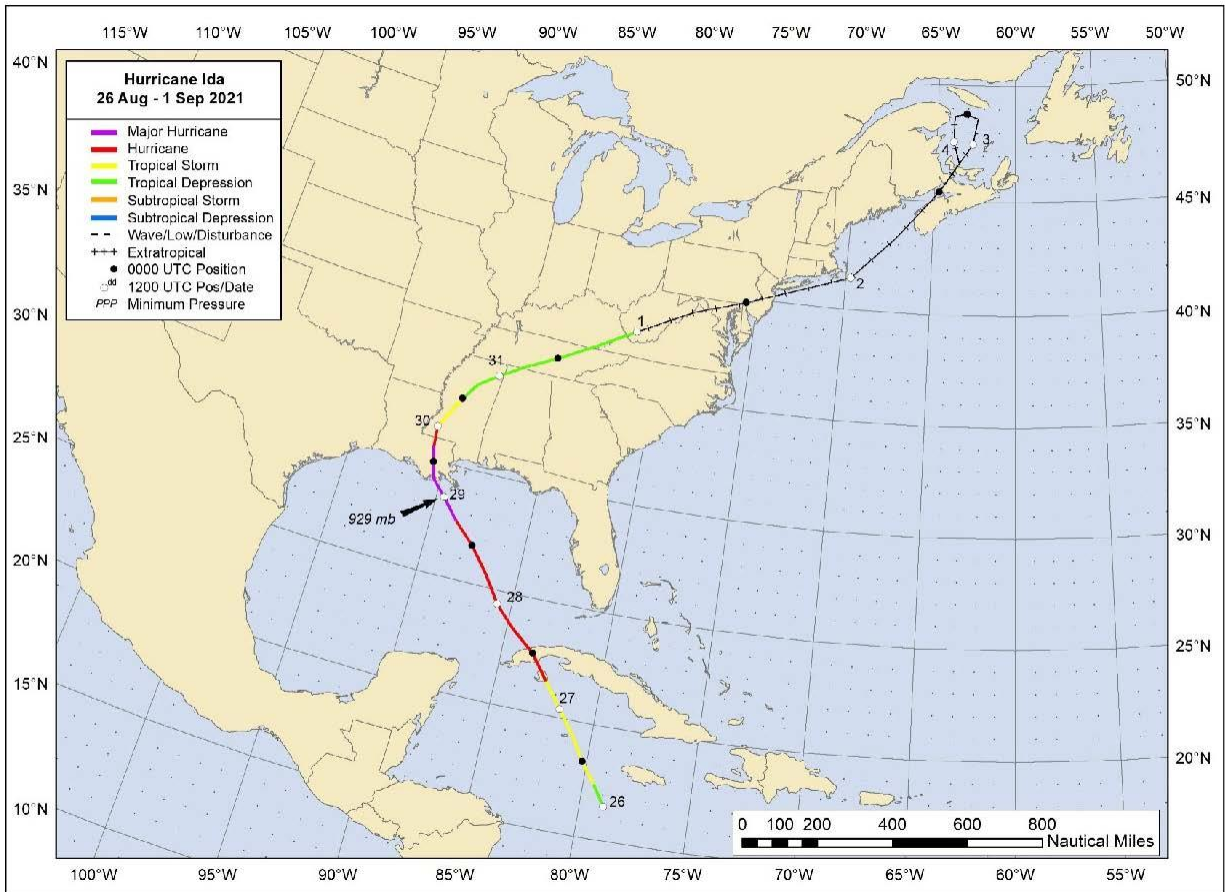 115°W 110°W 105°W 100°W 95°W 90°W 85°W 80°W 75°W 70°W 65°W 60°W 55°W 50°W
40°N
35°N
30°N
25°N
20°N
15°N
10°N
Hurricane Ida
26 Aug - 1 Sep 2021
Major Hurricane
Hurricane
Tropical Storm
Tropical Depression
Subtropical Storm
Subtropical Depression
Wave/Low/Disturbance
Extratropical
0000 UTC Position
dd 1200 UTC Pos/Date
PPP Minimum Pressure
4
3
2
1
31
30
29
929 mb
28
27
26
50°N
45°N
40°N
35°N
30°N
25°N
20°N
0 100 200 400 600 800
Nautical Miles
100°W 95°W 90°W 85°W 80°W 75°W 70°W 65°W 60°W 55°W